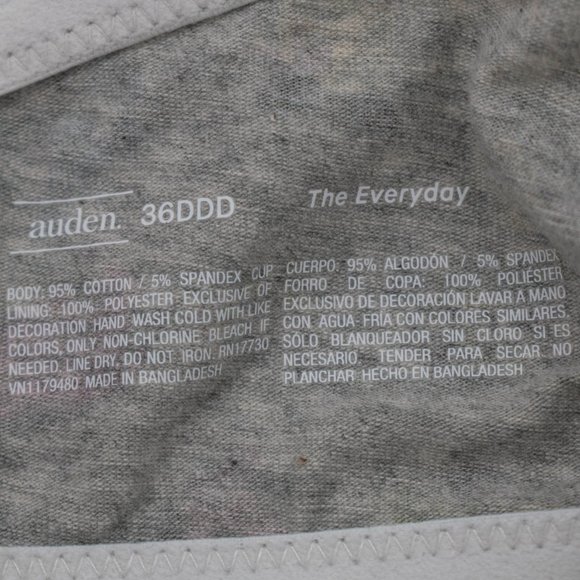 auden. 36DDD
The Everyday
BODY: 95% COTTON / 5% SPANDEX CUP
LINING: 100% POLYESTER EXCLUSIVE OF
DECORATION HAND WASH COLD WITH LIKE
COLORS, ONLY NON-CHLORINE BLEACH IF
NEEDED. LINE DRY. DO NOT IRON. RN17730
VN1179480 MADE IN BANGLADESH
CUERPO: 95% ALGODÓN / 5% SPANDEX
FORRO DE COPA: 100% POLIÉSTER
EXCLUSIVO DE DECORACIÓN LAVAR A MANO
CON AGUA FRÍA CON COLORES SIMILARES.
SÓLO BLANQUEADOR SIN CLORO SI ES
NECESARIO. TENDER PARA SECAR NO
PLANCHAR. HECHO EN BANGLADESH